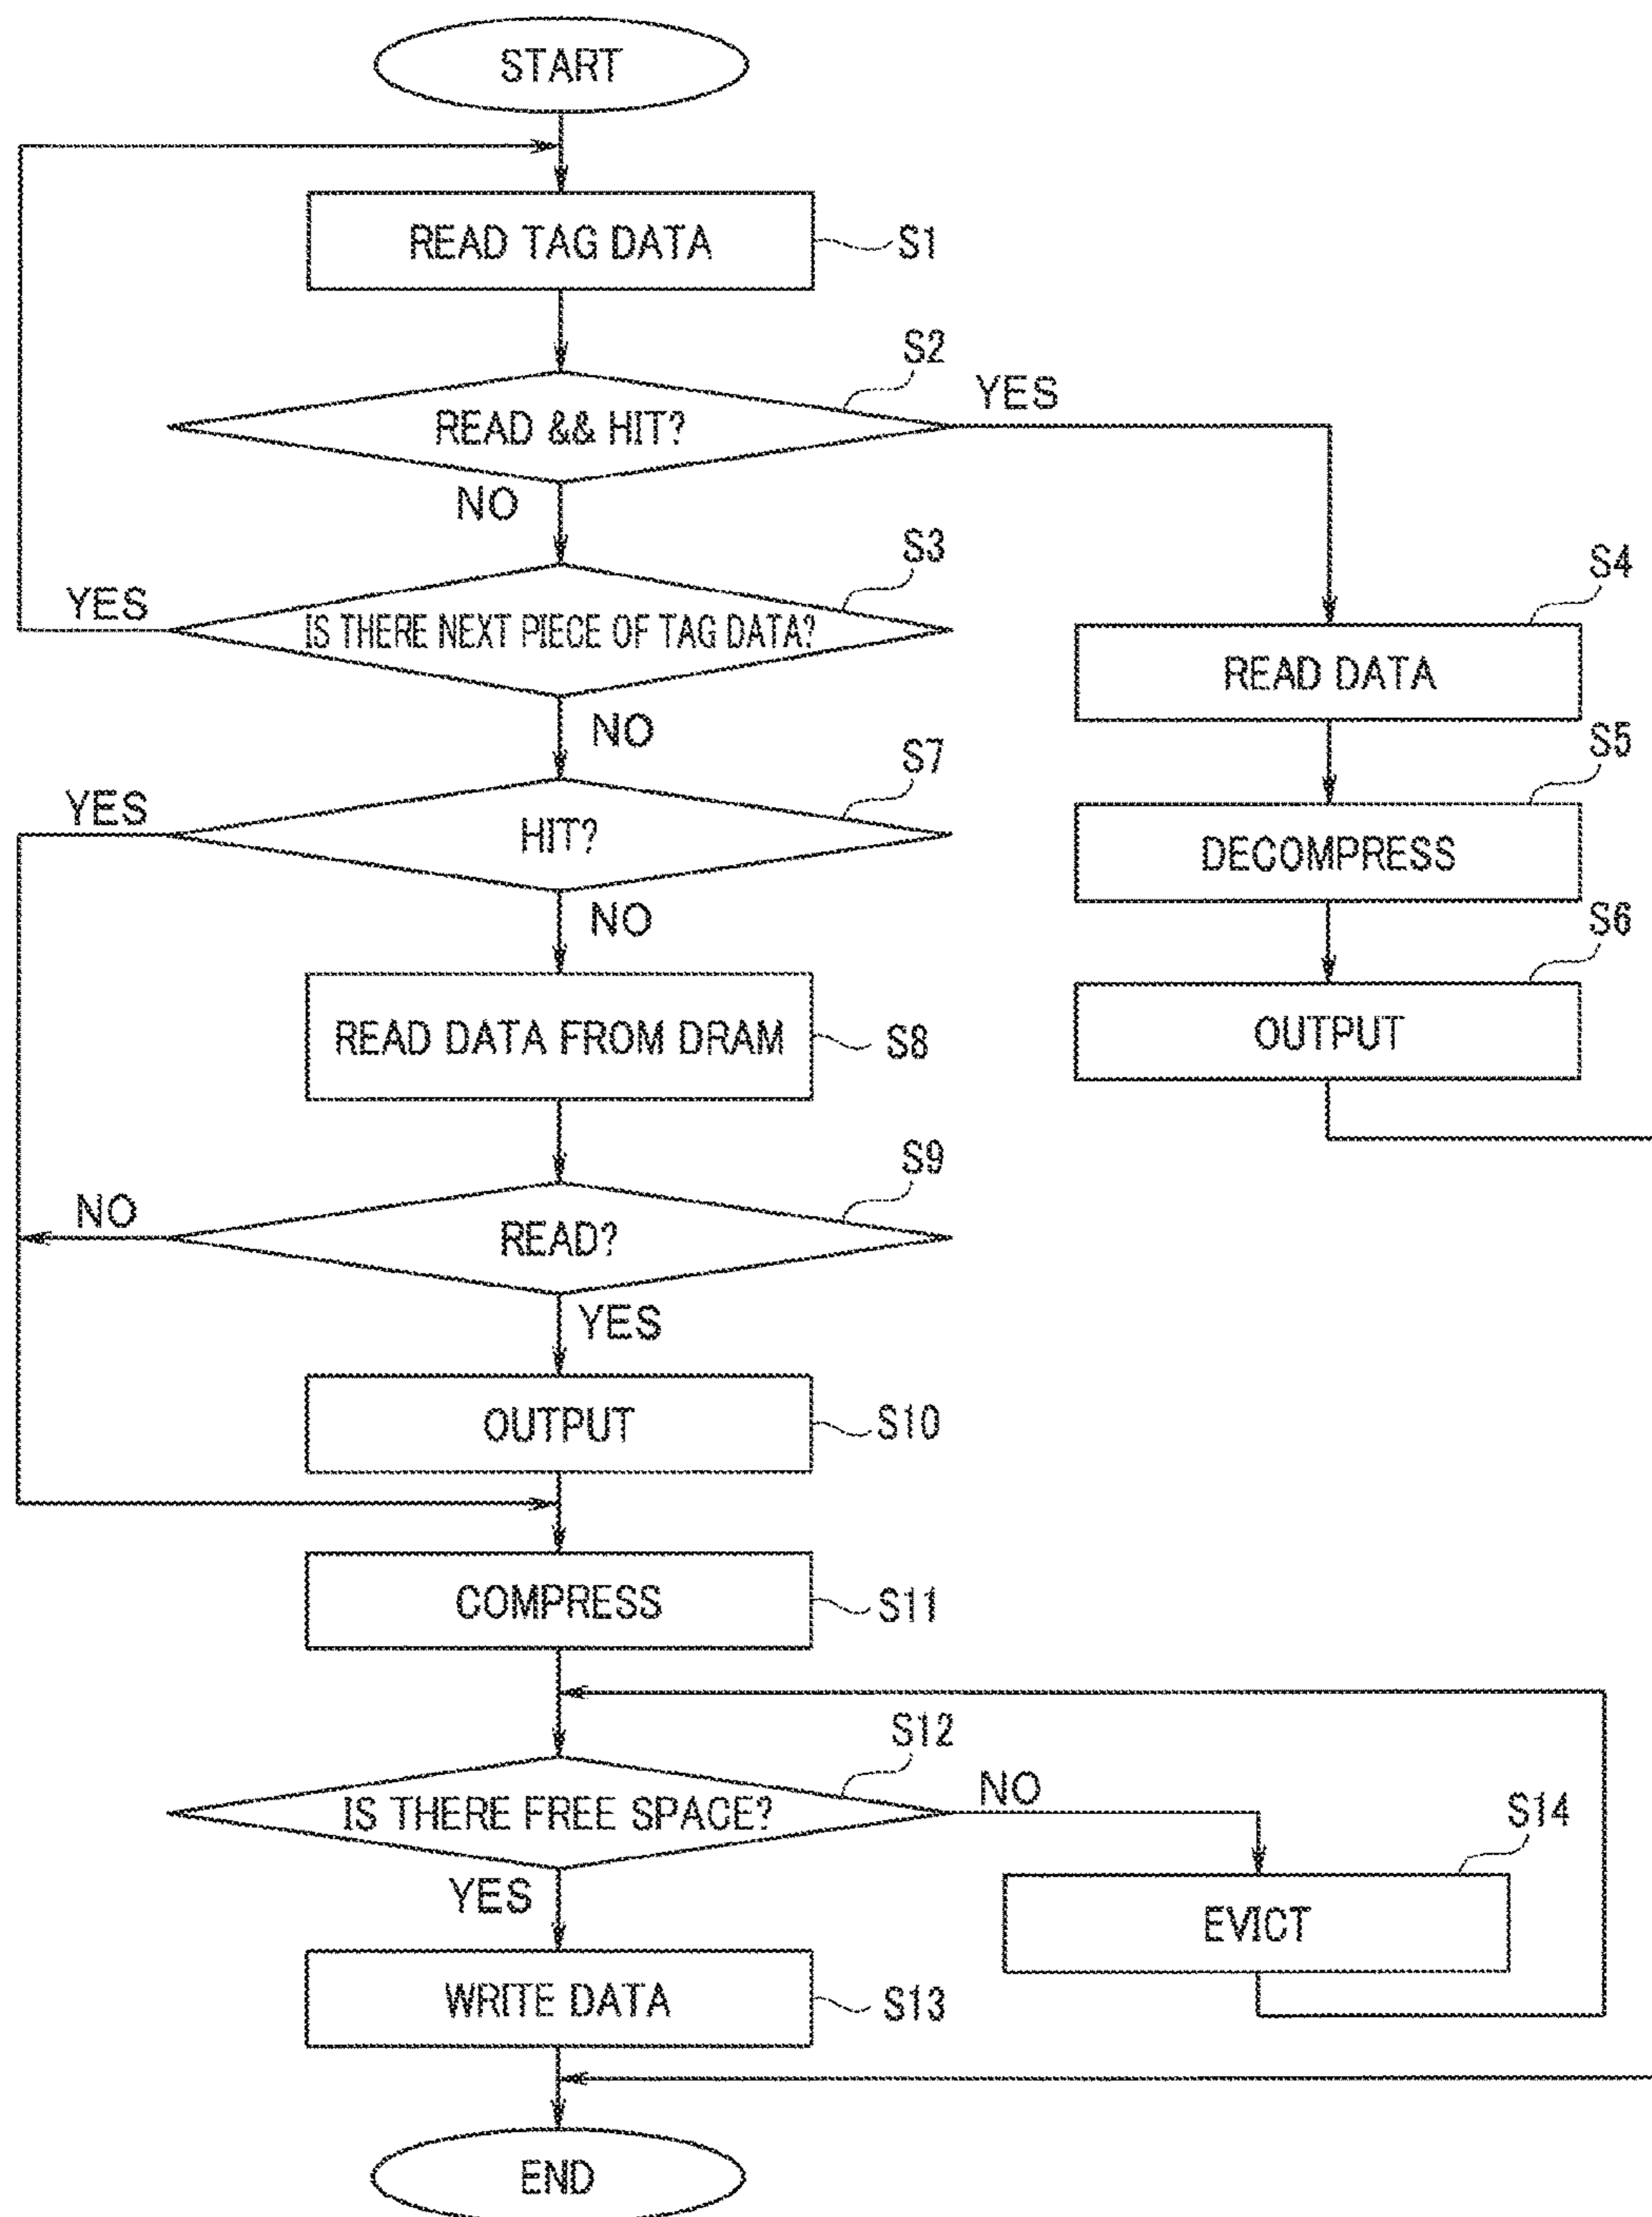 START
READ TAG DATA
S1
S2
READ && HIT?
YES
NO
S3
IS THERE NEXT PIECE OF TAG DATA?
YES
NO
S4
READ DATA
S5
DECOMPRESS
S6
OUTPUT
S7
HIT?
YES
NO
READ DATA FROM DRAM
S8
S9
READ?
NO
YES
OUTPUT
S10
COMPRESS
S11
S12
IS THERE FREE SPACE?
NO
YES
S14
EVICT
WRITE DATA
S13
END